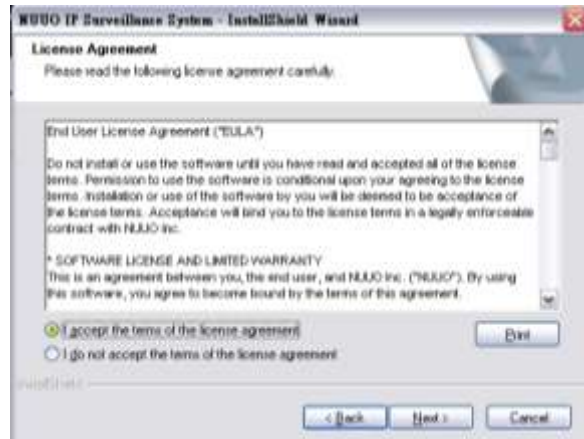 NUUO IP Surveillance System - InstallShield Wizard
License Agreement
Please read the following license agreement carefully.
End User License Agreement ("EULA")
Do not install or use the software until you have read and accepted all of the license
terms. Permission to use the software is conditional upon your agreeing to the license
terms. Installation or use of the software by you will be deemed to be acceptance of
the license terms. Acceptance will bind you to the license terms in a legally enforceable
contract with NUUO Inc.
* SOFTWARE LICENSE AND LIMITED WARRANTY
This is an agreement between you, the end user, and NUUO Inc. ("NUUO"). By using
this software, you agree to become bound by the terms of this agreement.
I accept the terms of the license agreement
Print
I do not accept the terms of the license agreement
InstallShield
< Back Next > Cancel